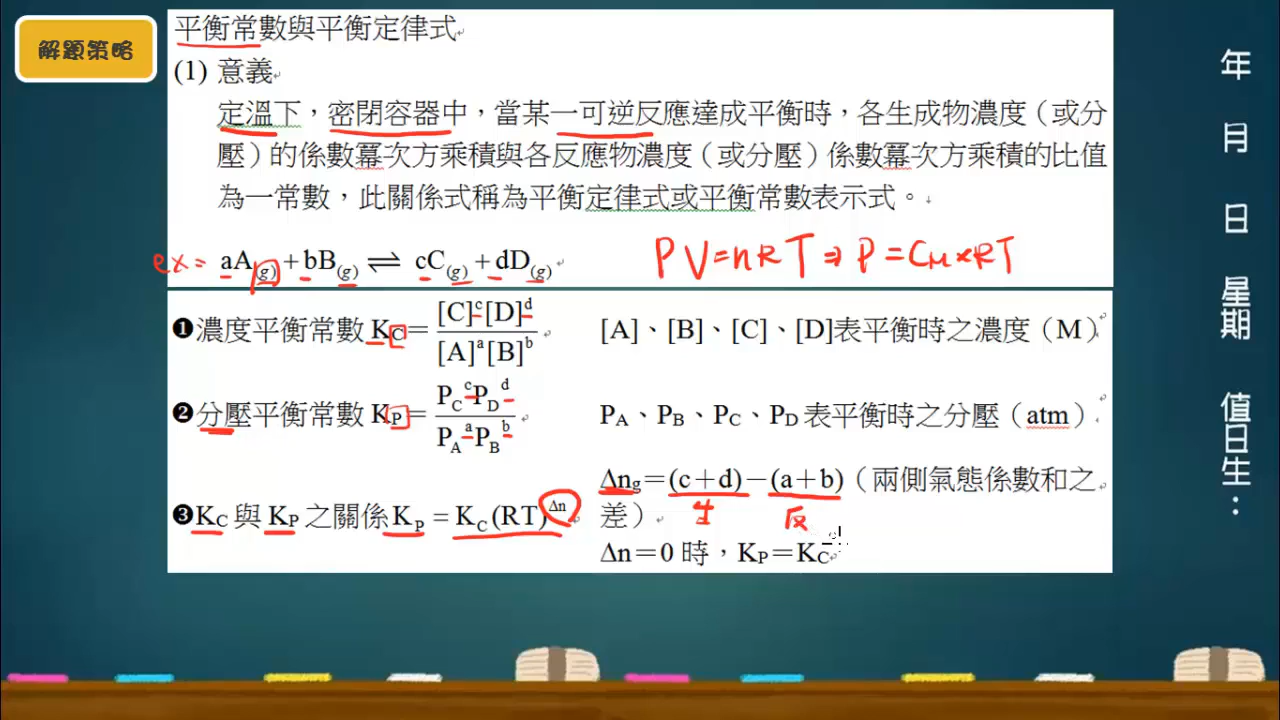 解題策略
平衡常數與平衡定律式
(1) 意義
定溫下，密閉容器中，當某一可逆反應達成平衡時，各生成物濃度（或分
壓）的係數冪次方乘積與各反應物濃度（或分壓）係數冪次方乘積的比值
為一常數，此關係式稱為平衡定律式或平衡常數表示式。
ex= aA(g)+bB(g)⇌cC(g)+dD(g)
PV=nRT⇒P=CM×RT
❶濃度平衡常數 KC=[C]^c[D]^d/[A]^a[B]^b
[A]、[B]、[C]、[D]表平衡時之濃度（M）
❷分壓平衡常數 KP=PC^cPD^d/PA^aPB^b
PA、PB、PC、PD 表平衡時之分壓（atm）
❸KC 與 KP 之關係 KP=KC(RT)^Δn
Δng=(c+d)−(a+b)（兩側氣態係數和之
差）
生 反
Δn=0 時，KP=KC
年 月 日 星期 值日生：